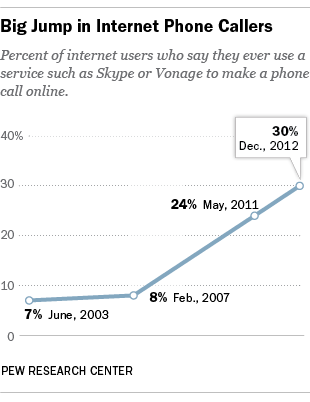 Big Jump in Internet Phone Callers
Percent of internet users who say they ever use a
service such as Skype or Vonage to make a phone
call online.
30%
Dec., 2012
40%
30
24% May, 2011
20
10
8% Feb., 2007
7% June, 2003
0
PEW RESEARCH CENTER